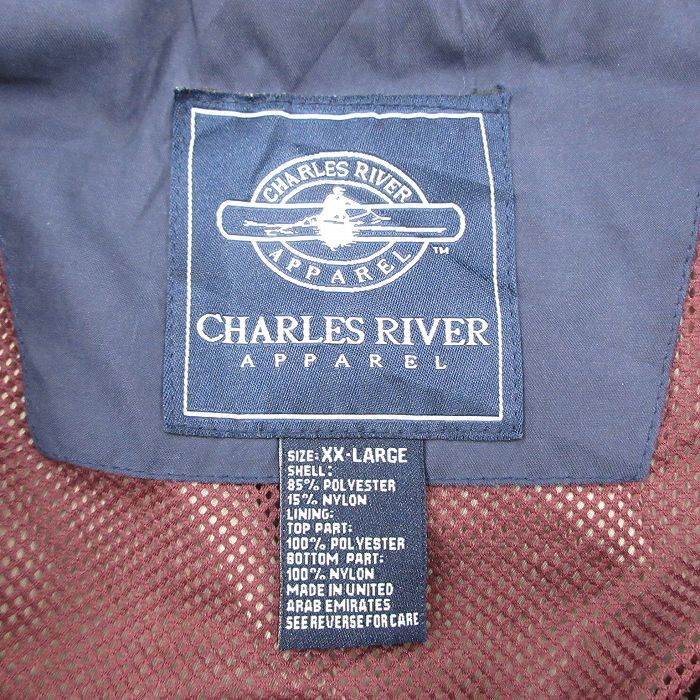 CHARLES RIVER
APPAREL
TM
CHARLES RIVER
APPAREL
SIZE: XX-LARGE
SHELL:
85% POLYESTER
15% NYLON
LINING:
TOP PART:
100% POLYESTER
BOTTOM PART:
100% NYLON
MADE IN UNITED
ARAB EMIRATES
SEE REVERSE FOR CARE